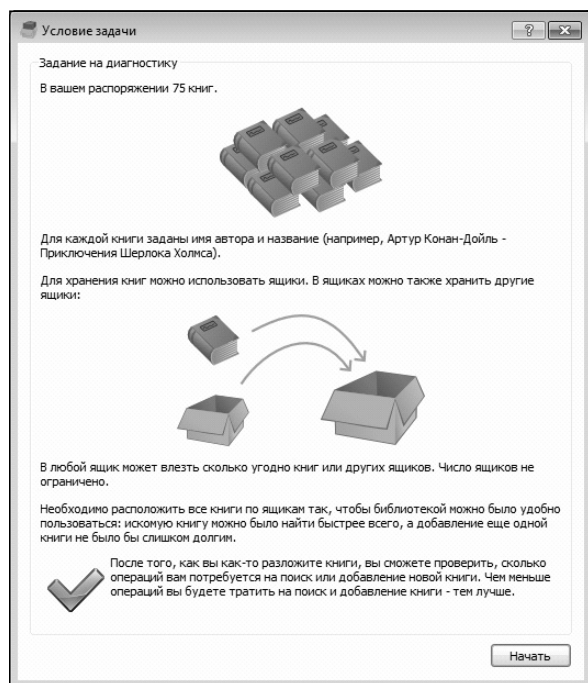 Условие задачи
Задание на диагностику
В вашем распоряжении 75 книг.
Для каждой книги заданы имя автора и название (например, Артур Конан-Дойль -
Приключения Шерлока Холмса).
Для хранения книг можно использовать ящики. В ящиках можно также хранить другие
ящики:
В любой ящик может влезть сколько угодно книг или других ящиков. Число ящиков не
ограничено.
Необходимо расположить все книги по ящикам так, чтобы библиотекой можно было удобно
пользоваться: искомую книгу можно было найти быстрее всего, а добавление еще одной
книги не было бы слишком долгим.
После того, как вы как-то разложите книги, вы сможете проверить, сколько
операций вам потребуется на поиск или добавление новой книги. Чем меньше
операций вы будете тратить на поиск и добавление книги - тем лучше.
Начать